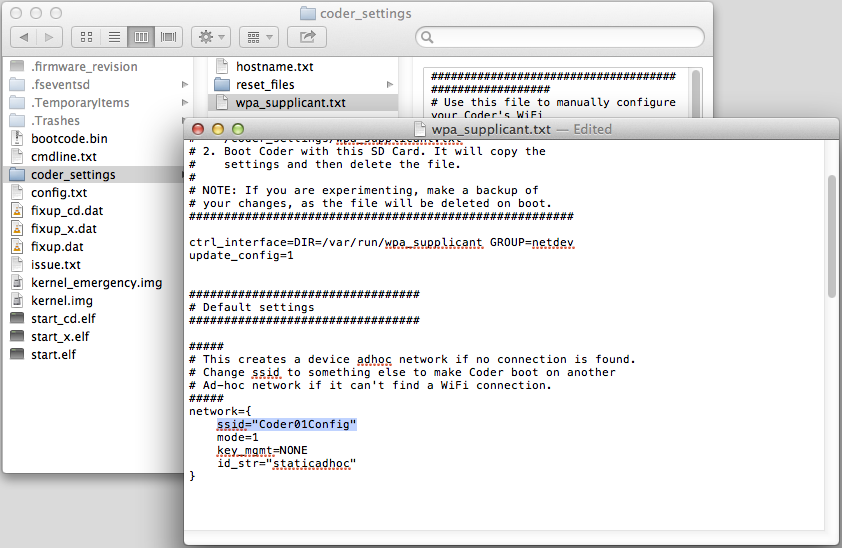 coder_settings
.firmware_revision
.fseventsd
.TemporaryItems
.Trashes
bootcode.bin
cmdline.txt
coder_settings
config.txt
fixup_cd.dat
fixup_x.dat
fixup.dat
issue.txt
kernel_emergency.img
kernel.img
start_cd.elf
start_x.elf
start.elf
hostname.txt
reset_files
wpa_supplicant.txt
#####################################
##################
# Use this file to manually configure
your Coder's WiFi
wpa_supplicant.txt — Edited
# /coder_settings/wpa_supplicant.txt
# 2. Boot Coder with this SD Card. It will copy the
#    settings and then delete the file.
#
# NOTE: If you are experimenting, make a backup of
# your changes, as the file will be deleted on boot.
#######################################################
ctrl_interface=DIR=/var/run/wpa_supplicant GROUP=netdev
update_config=1
#################################
# Default settings
#################################
#####
# This creates a device adhoc network if no connection is found.
# Change ssid to something else to make Coder boot on another
# Ad-hoc network if it can't find a WiFi connection.
#####
network={
    ssid="Coder01Config"
    mode=1
    key_mgmt=NONE
    id_str="staticadhoc"
}